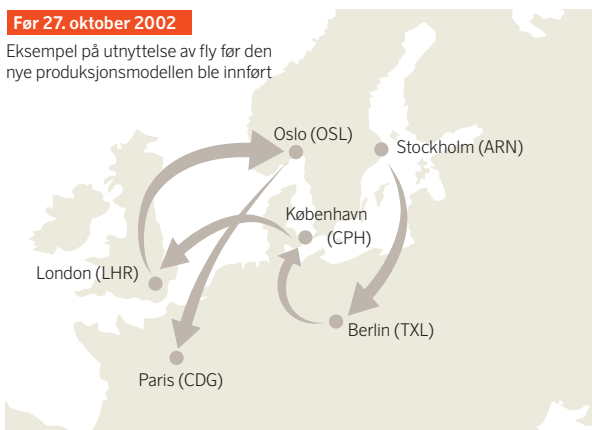 Før 27. oktober 2002
Eksempel på utnyttelse av fly før den
nye produksjonsmodellen ble innført
Oslo (OSL)
Stockholm (ARN)
København
(CPH)
London (LHR)
Berlin (TXL)
Paris (CDG)